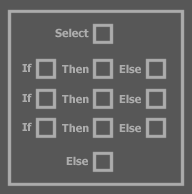 Select
If Then Else
If Then Else
If Then Else
Else